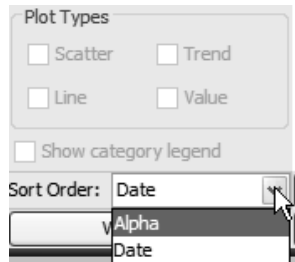 Plot Types
Scatter Trend
Line Value
Show category legend
Sort Order: Date
Alpha
Date